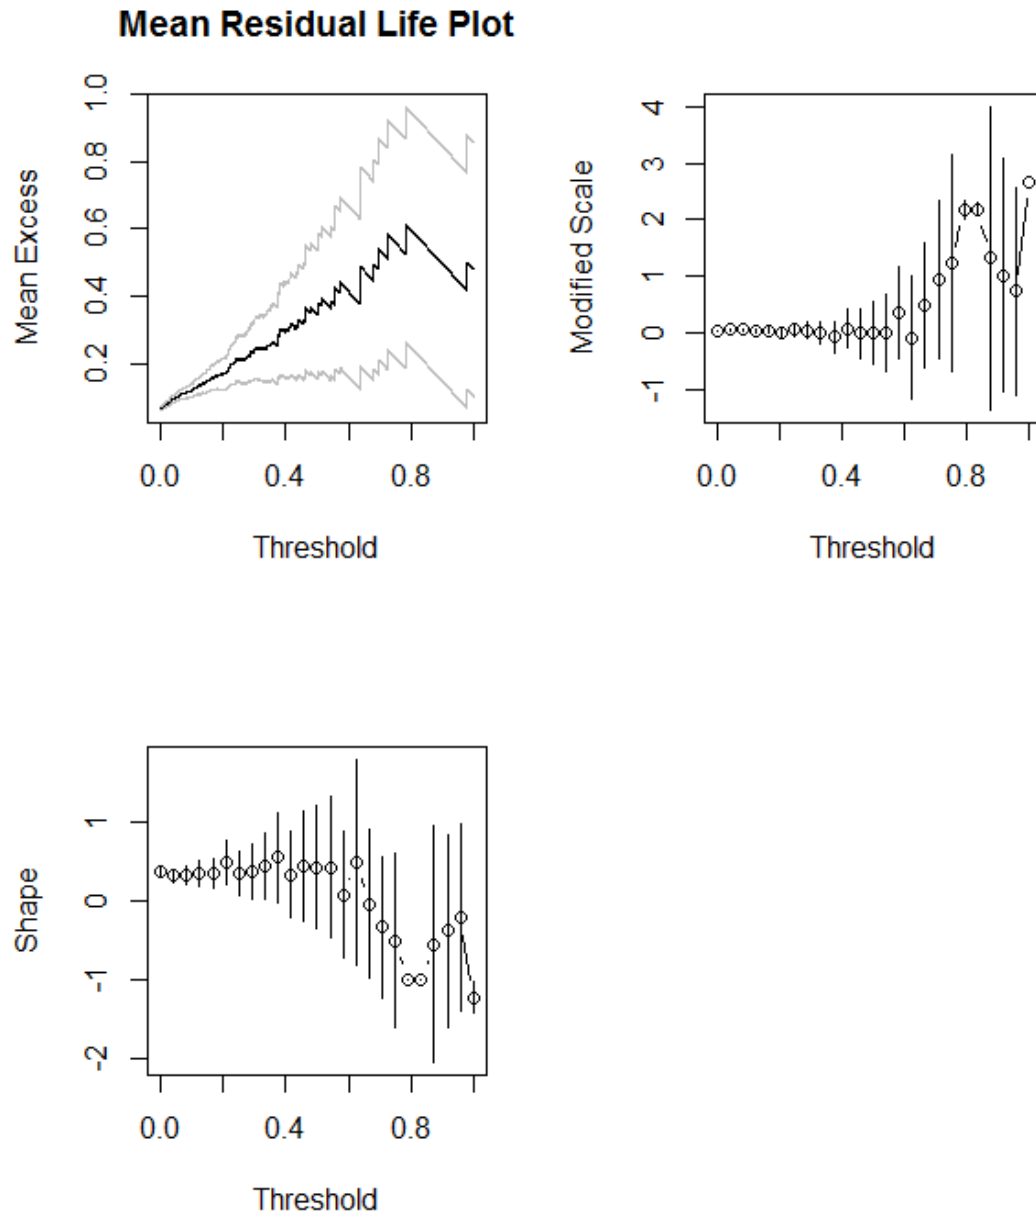 Mean Residual Life Plot
Mean Excess
0.2 0.4 0.6 0.8 1.0
0.0 0.4 0.8
Threshold
Modified Scale
-1 0 1 2 3 4
0.0 0.4 0.8
Threshold
Shape
-2 -1 0 1
0.0 0.4 0.8
Threshold